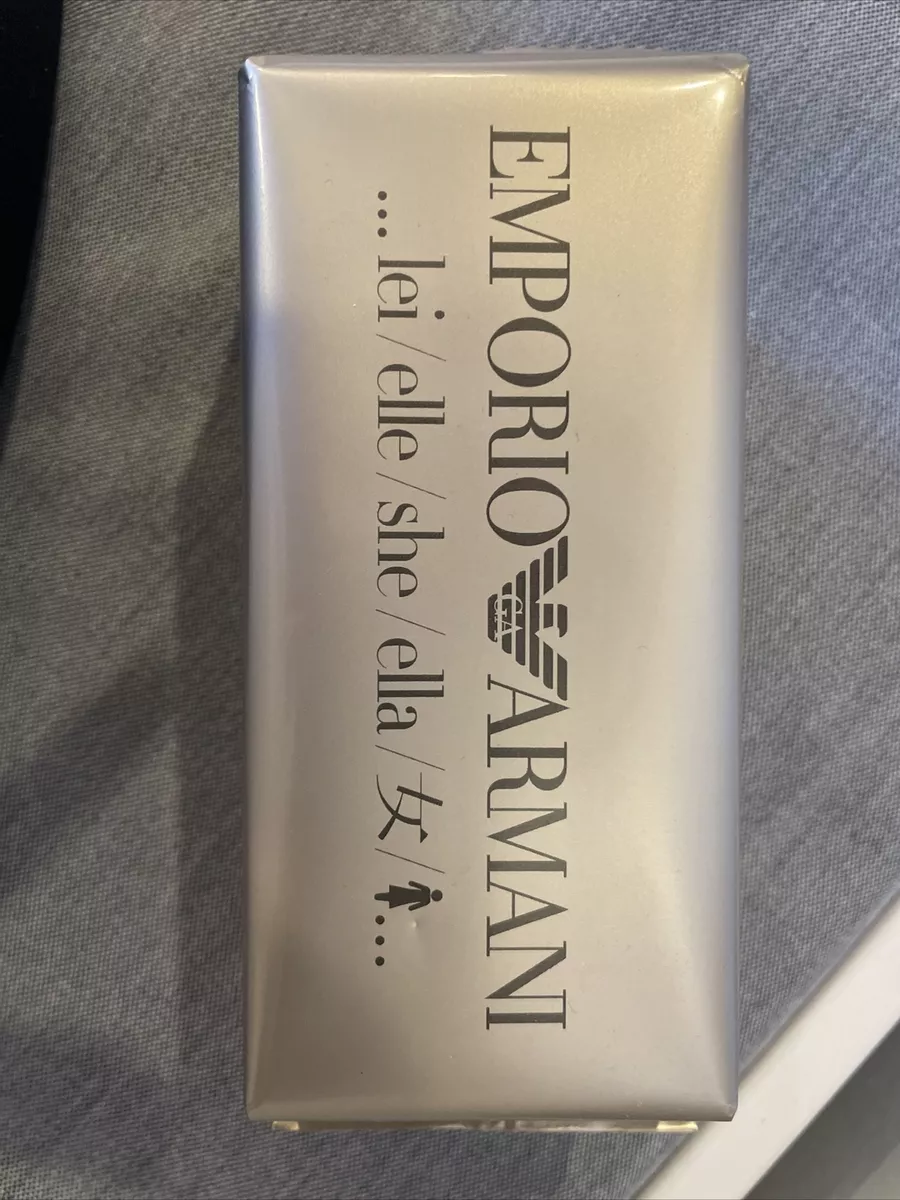 EMPORIO GA ARMANI
... lei / elle / she / ella / 女 / ...